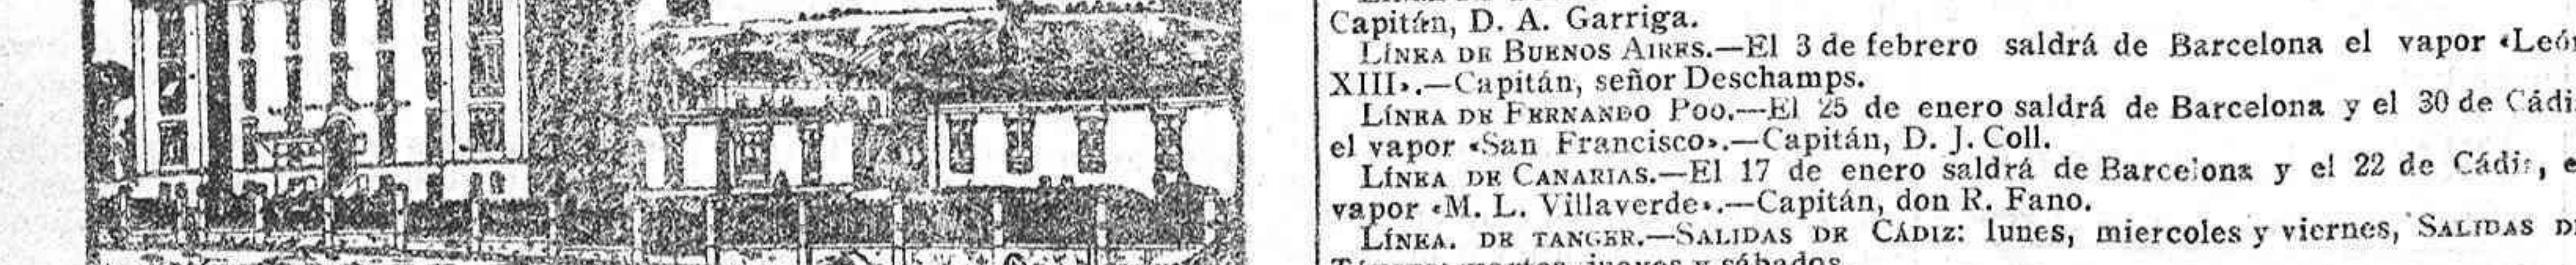 Capitán, D. A. Garriga.
LÍNEA DE BUENOS AIRES.—El 3 de febrero saldrá de Barcelona el vapor «León
XIII».—Capitán, señor Deschamps.
LÍNEA DE FERNANDO POO.—El 25 de enero saldrá de Barcelona y el 30 de Cádi
el vapor «San Francisco».—Capitán, D. J. Coll.
LÍNEA DE CANARIAS.—El 17 de enero saldrá de Barcelona y el 22 de Cádiz, e
vapor «M. L. Villaverde».—Capitán, don R. Fano.
LÍNEA. DE TANGER.—SALIDAS DE CÁDIZ: lunes, miercoles y viernes, SALIDAS D
jueves y sábados